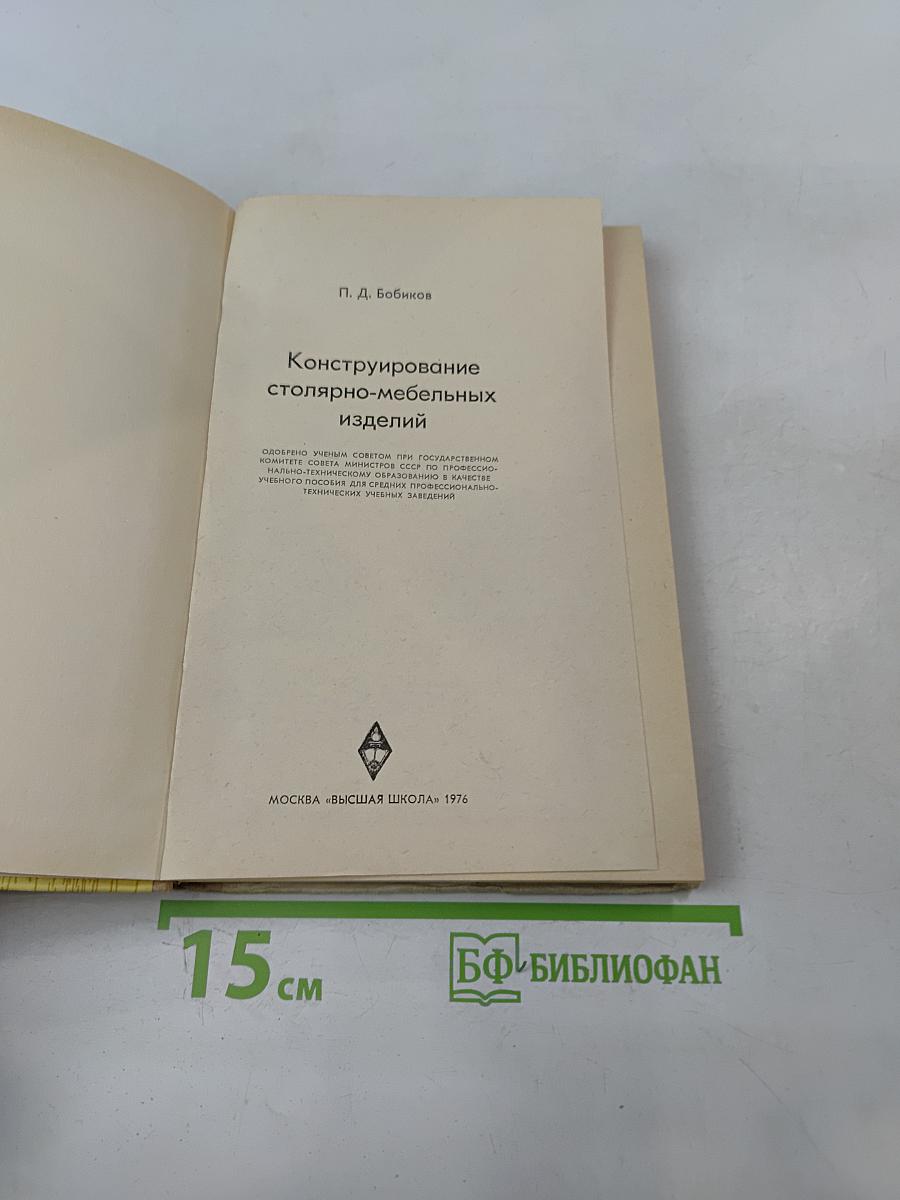 П. Д. Бобиков
Конструирование
столярно-мебельных
изделий
ОДОБРЕНО УЧЕНЫМ СОВЕТОМ ПРИ ГОСУДАРСТВЕННОМ
КОМИТЕТЕ СОВЕТА МИНИСТРОВ СССР ПО ПРОФЕССИО-
НАЛЬНО-ТЕХНИЧЕСКОМУ ОБРАЗОВАНИЮ В КАЧЕСТВЕ
УЧЕБНОГО ПОСОБИЯ ДЛЯ СРЕДНИХ ПРОФЕССИОНАЛЬНО-
ТЕХНИЧЕСКИХ УЧЕБНЫХ ЗАВЕДЕНИЙ
МОСКВА «ВЫСШАЯ ШКОЛА» 1976
15 см
БФ БИБЛИОФАН